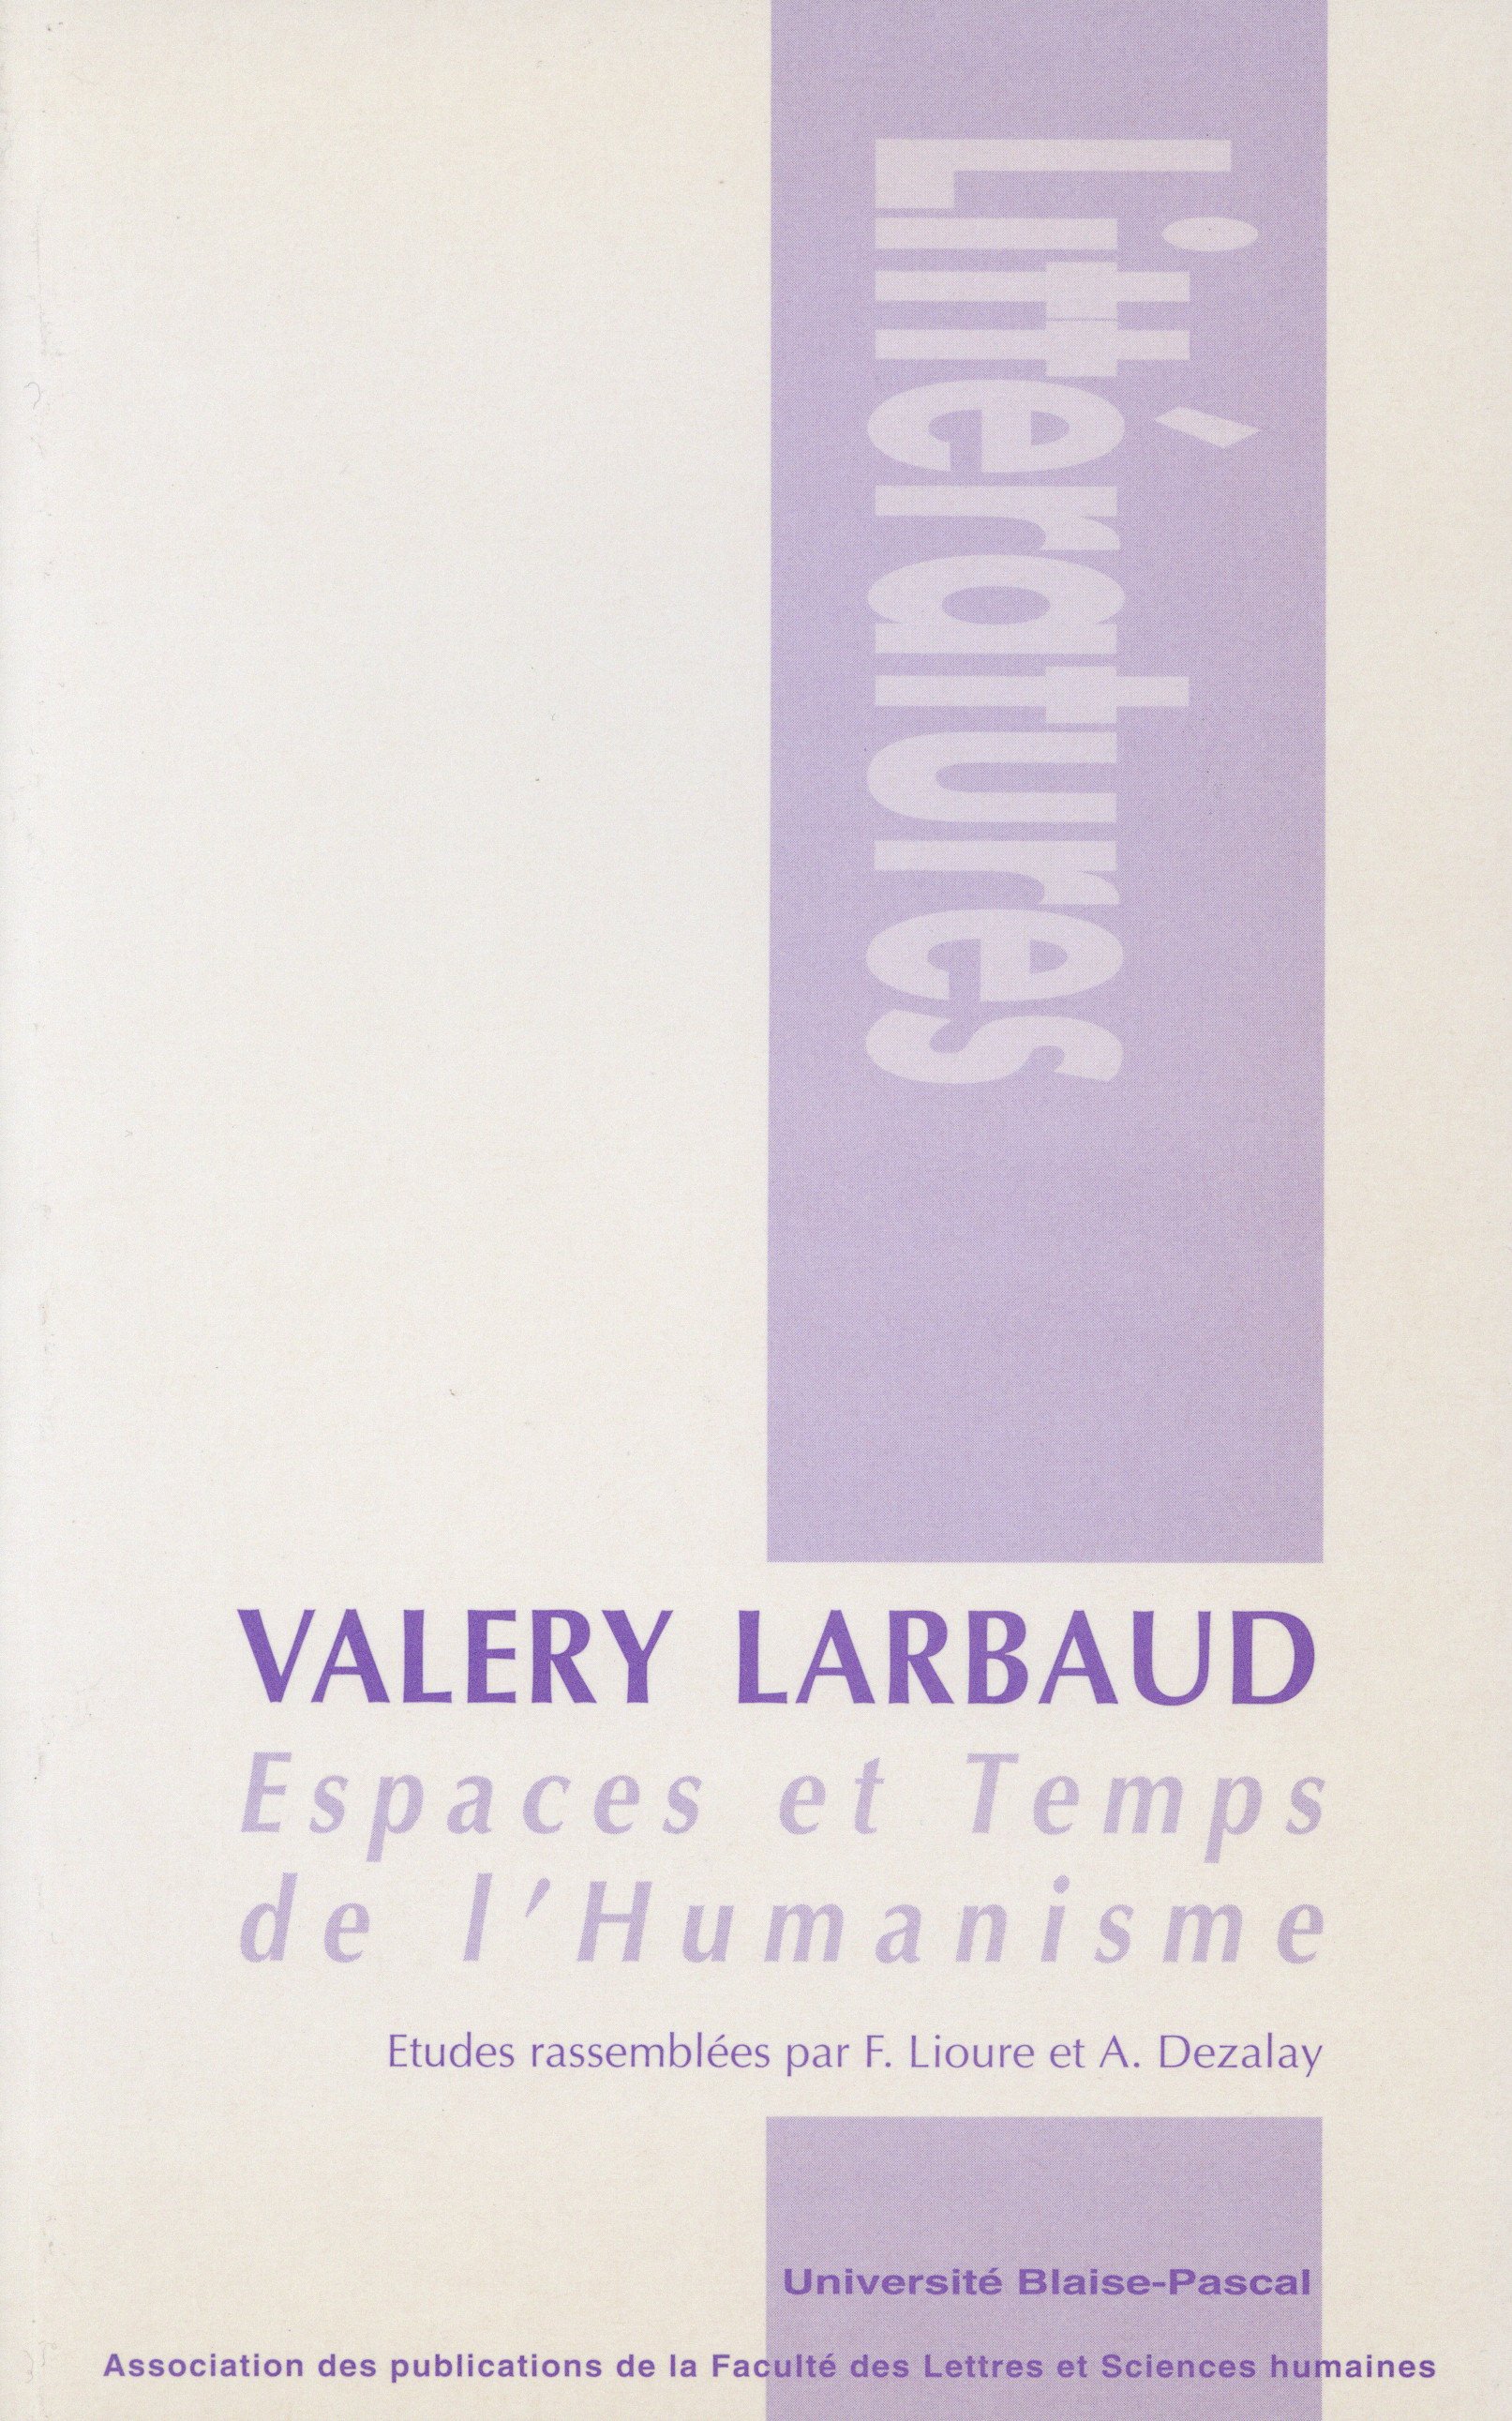 Littératures
VALERY LARBAUD
Espaces et Temps
de l'Humanisme
Etudes rassemblées par F. Lioure et A. Dezalay
Université Blaise-Pascal
Association des publications de la Faculté des Lettres et Sciences humaines